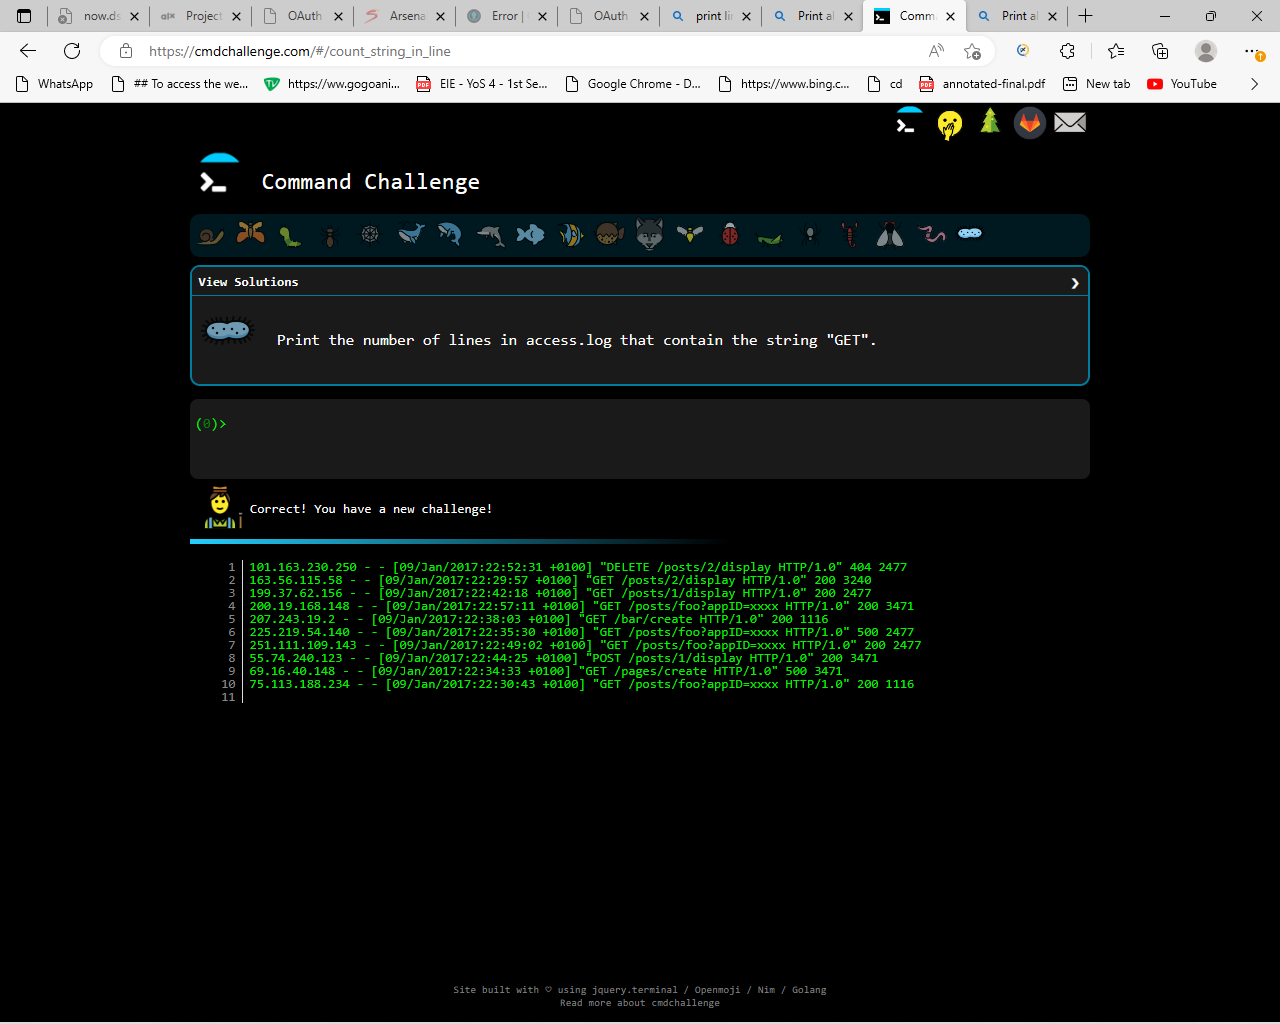 now.ds
alx Project
OAuth
Arsena
Error |
OAuth
print lin
Print al
Comm
Print al
https://cmdchallenge.com/#/count_string_in_line
WhatsApp
## To access the we...
https://ww.gogoani...
EIE - YoS 4 - 1st Se...
Google Chrome - D...
https://www.bing.c...
cd
annotated-final.pdf
New tab
YouTube
Command Challenge
View Solutions
Print the number of lines in access.log that contain the string "GET".
(0)>
Correct! You have a new challenge!
1 101.163.230.250 - - [09/Jan/2017:22:52:31 +0100] "DELETE /posts/2/display HTTP/1.0" 404 2477
2 163.56.115.58 - - [09/Jan/2017:22:29:57 +0100] "GET /posts/2/display HTTP/1.0" 200 3240
3 199.37.62.156 - - [09/Jan/2017:22:42:18 +0100] "GET /posts/1/display HTTP/1.0" 200 2477
4 200.19.168.148 - - [09/Jan/2017:22:57:11 +0100] "GET /posts/foo?appID=xxxx HTTP/1.0" 200 3471
5 207.243.19.2 - - [09/Jan/2017:22:38:03 +0100] "GET /bar/create HTTP/1.0" 200 1116
6 225.219.54.140 - - [09/Jan/2017:22:35:30 +0100] "GET /posts/foo?appID=xxxx HTTP/1.0" 500 2477
7 251.111.109.143 - - [09/Jan/2017:22:49:02 +0100] "GET /posts/foo?appID=xxxx HTTP/1.0" 200 2477
8 55.74.240.123 - - [09/Jan/2017:22:44:25 +0100] "POST /posts/1/display HTTP/1.0" 200 3471
9 69.16.40.148 - - [09/Jan/2017:22:34:33 +0100] "GET /pages/create HTTP/1.0" 500 3471
10 75.113.188.234 - - [09/Jan/2017:22:30:43 +0100] "GET /posts/foo?appID=xxxx HTTP/1.0" 200 1116
11
Site built with ♡ using jquery.terminal / Openmoji / Nim / Golang
Read more about cmdchallenge